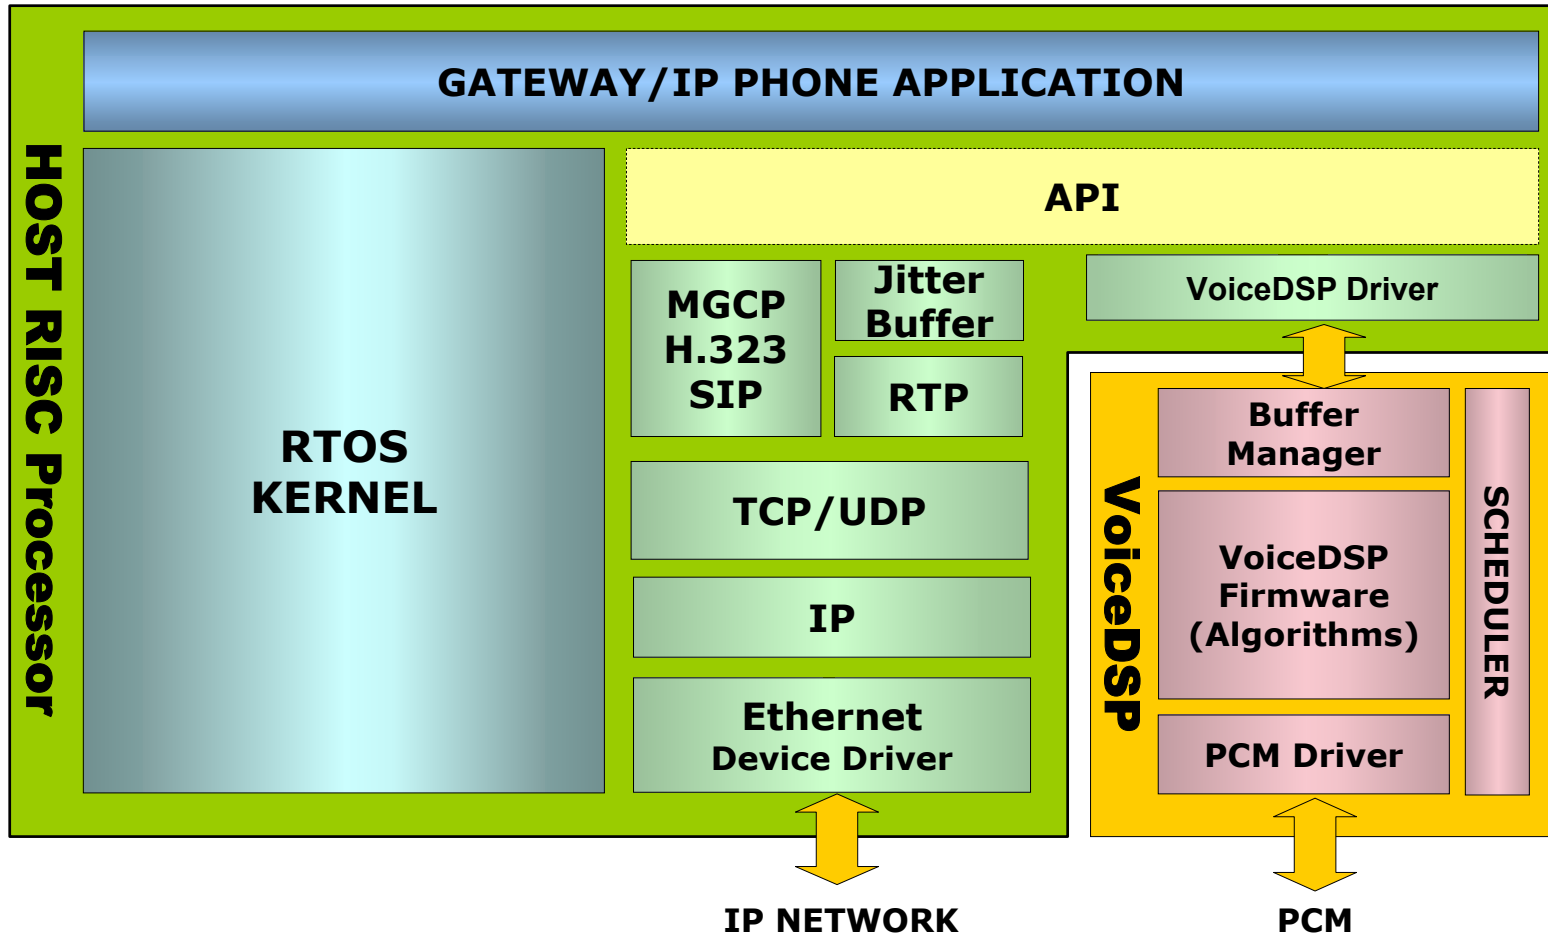 GATEWAY/IP PHONE APPLICATION
HOST RISC Processor
RTOS
KERNEL
API
MGCP
H.323
SIP
Jitter
Buffer
RTP
VoiceDSP Driver
TCP/UDP
IP
Ethernet
Device Driver
VoiceDSP
Buffer
Manager
VoiceDSP
Firmware
(Algorithms)
PCM Driver
SCHEDULER
IP NETWORK
PCM